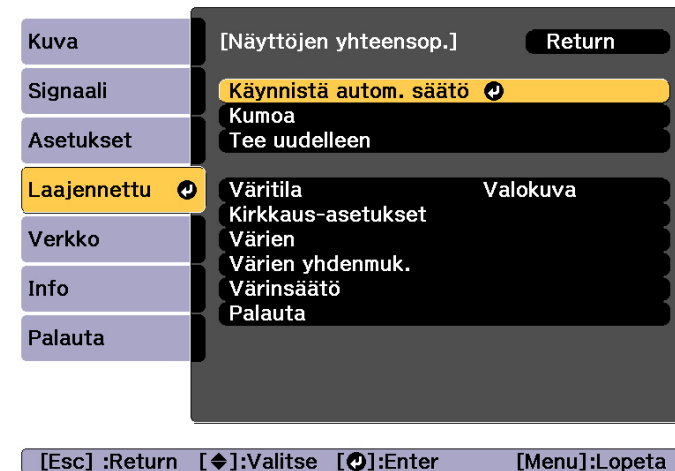 Kuva
Signaali
Asetukset
Laajennettu
Verkko
Info
Palauta
[Näyttöjen yhteensop.] Return
Käynnistä autom. säätö
Kumoa
Tee uudelleen
Väritila Valokuva
Kirkkaus-asetukset
Värien
Värien yhdenmuk.
Värinsäätö
Palauta
[Esc] :Return [◆]:Valitse [⏎]:Enter [Menu]:Lopeta